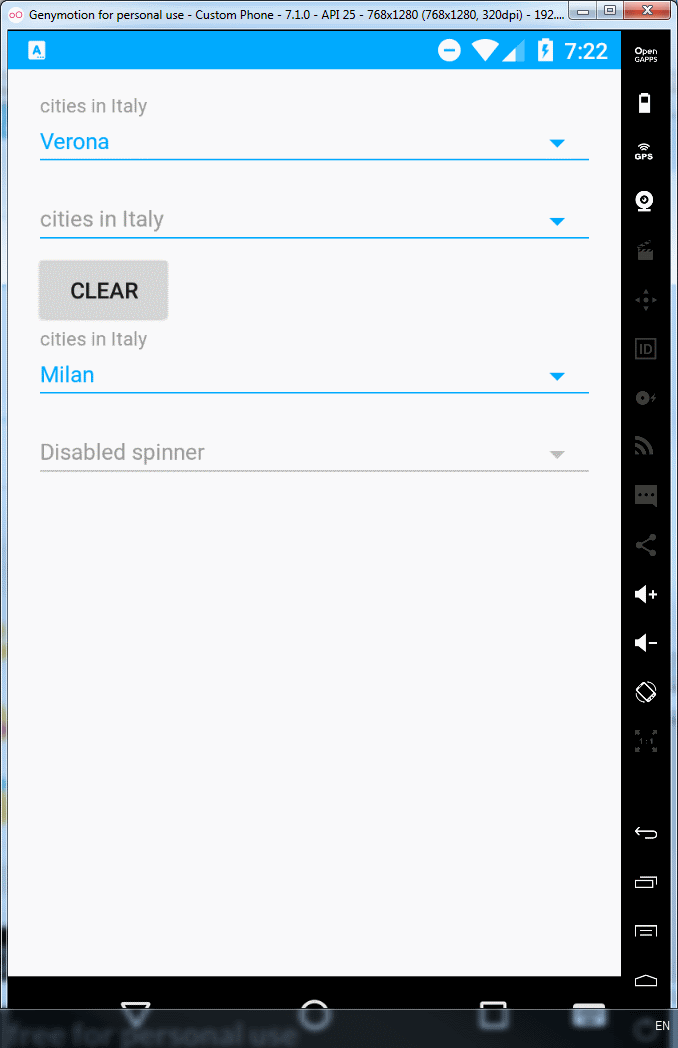 Genymotion for personal use - Custom Phone - 7.1.0 - API 25 - 768x1280 (768x1280, 320dpi) - 192....
A
7:22
Open
GAPPS
cities in Italy
Verona
GPS
cities in Italy
CLEAR
ID
cities in Italy
Milan
Disabled spinner
1:1
EN
free for personal use